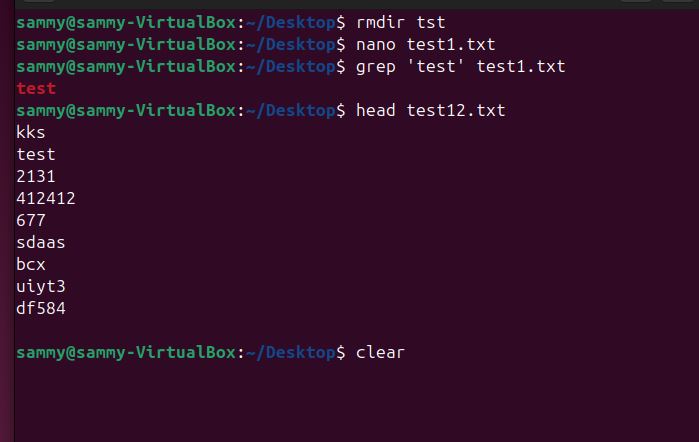 sammy@sammy-VirtualBox:~/Desktop$ rmdir tst
sammy@sammy-VirtualBox:~/Desktop$ nano test1.txt
sammy@sammy-VirtualBox:~/Desktop$ grep 'test' test1.txt
test
sammy@sammy-VirtualBox:~/Desktop$ head test12.txt
kks
test
2131
412412
677
sdaas
bcx
uiyt3
df584

sammy@sammy-VirtualBox:~/Desktop$ clear